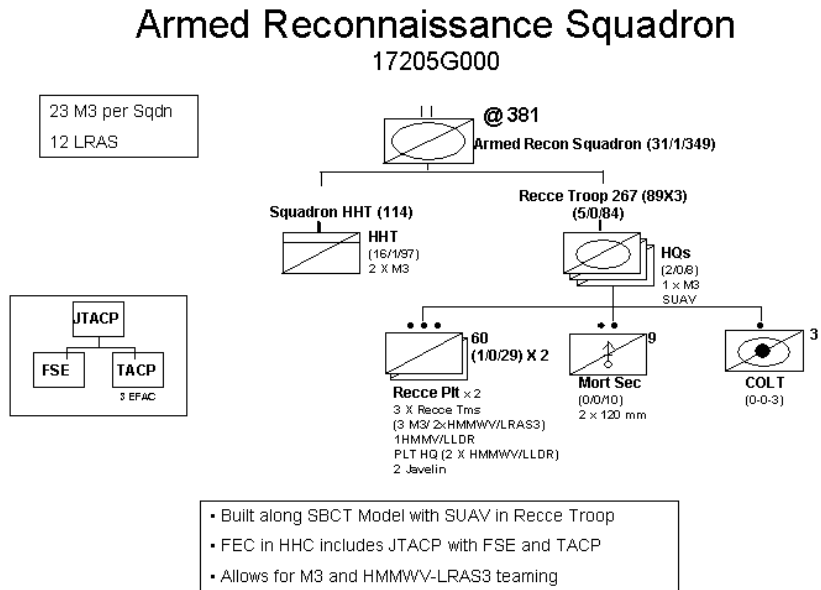 Armed Reconnaissance Squadron
17205G000
23 M3 per Sqdn
12 LRAS
@ 381
Armed Recon Squadron (31/1/349)
Squadron HHT (114)
HHT
(16/1/97)
2 X M3
Recce Troop 267 (89X3)
(5/0/84)
HQs
(2/0/8)
1 x M3
SUAV
JTACP
FSE
TACP
3 EFAC
60
(1/0/29) X 2
Recce Plt x 2
3 X Recce Tms
(3 M3/ 2xHMMWV/LRAS3)
1HMMV/LLDR
PLT HQ (2 X HMMWV/LLDR)
2 Javelin
9
Mort Sec
(0/0/10)
2 x 120 mm
3
COLT
(0-0-3)
• Built along SBCT Model with SUAV in Recce Troop
• FEC in HHC includes JTACP with FSE and TACP
• Allows for M3 and HMMWV-LRAS3 teaming